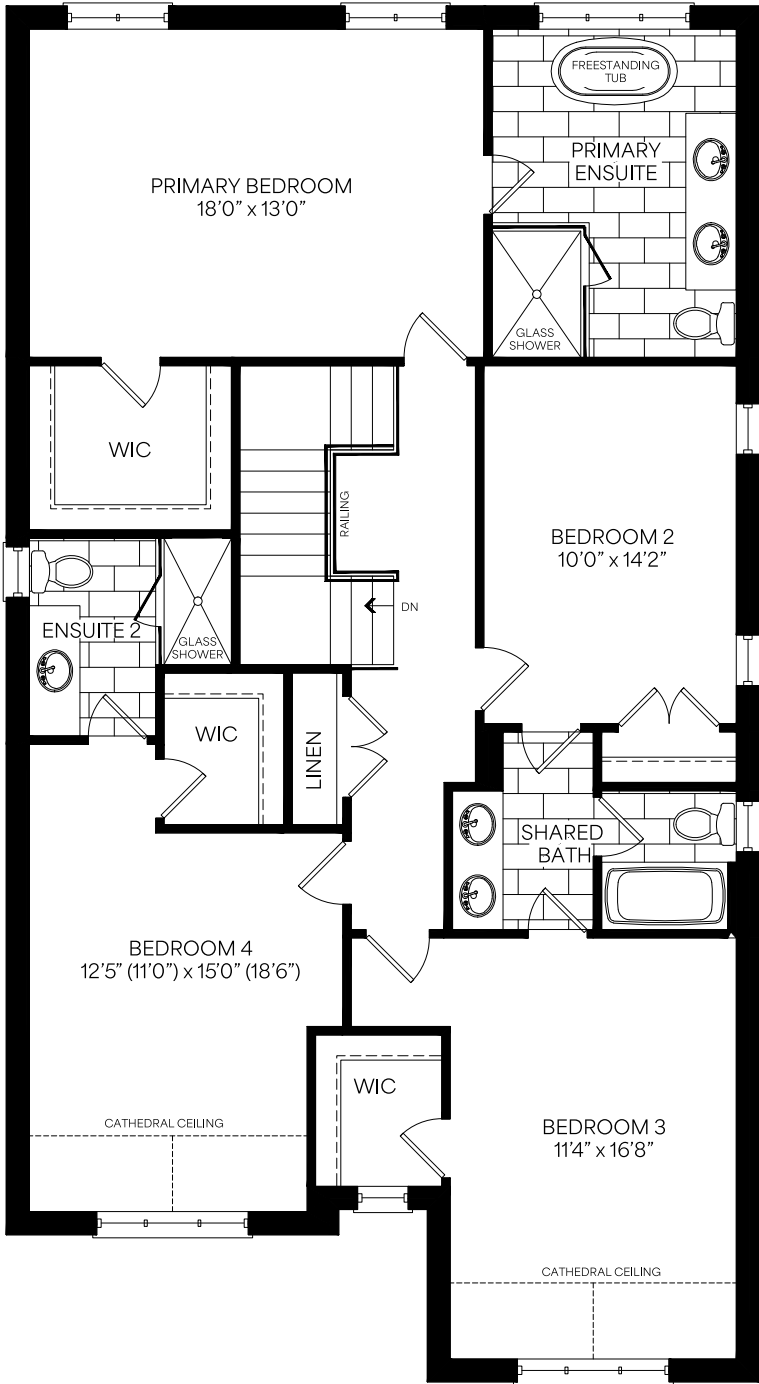 FREESTANDING
TUB
PRIMARY
ENSUITE
PRIMARY BEDROOM
18'0" x 13'0"
GLASS
SHOWER
WIC
RAILING
BEDROOM 2
10'0" x 14'2"
DN
ENSUITE 2
GLASS
SHOWER
WIC
LINEN
SHARED
BATH
BEDROOM 4
12'5" (11'0") x 15'0" (18'6")
WIC
CATHEDRAL CEILING
BEDROOM 3
11'4" x 16'8"
CATHEDRAL CEILING